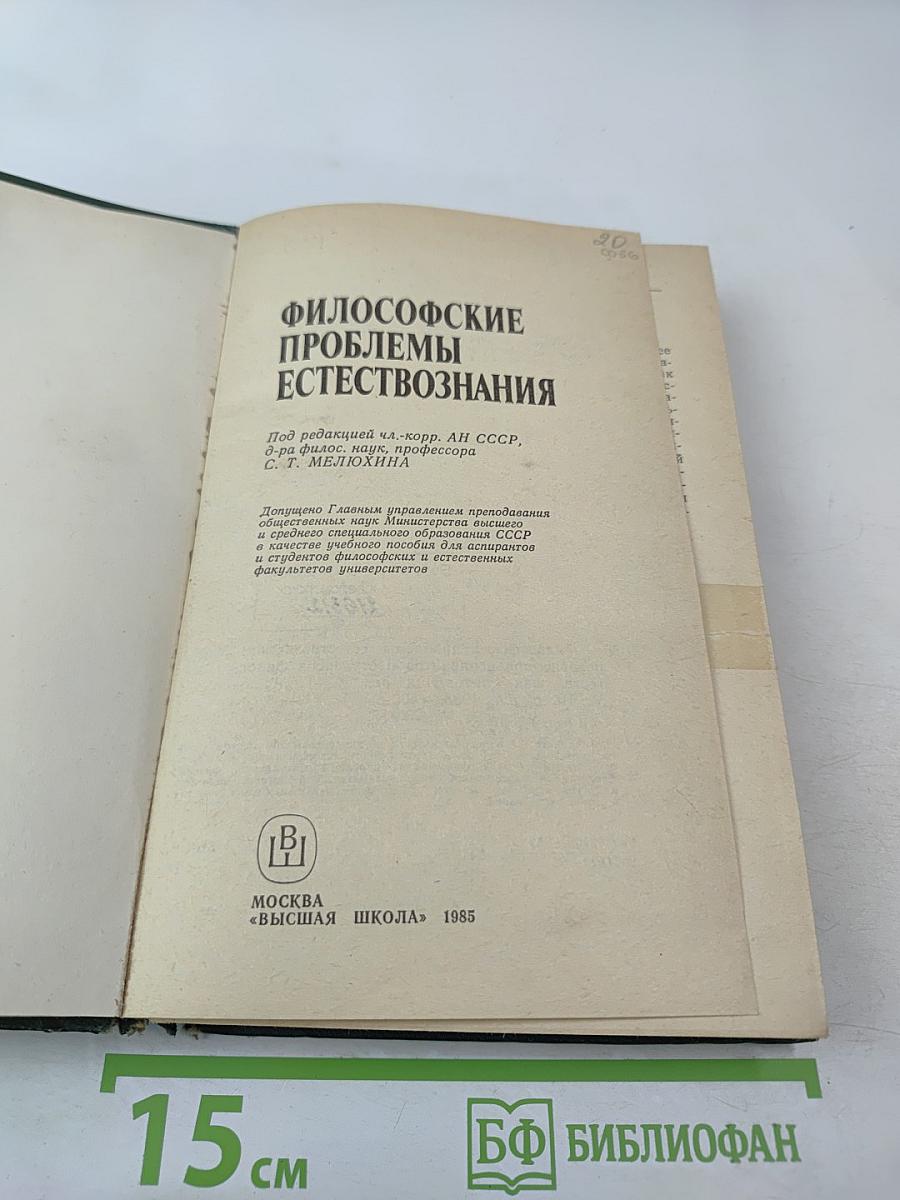 20
ФИЛОСОФСКИЕ
ПРОБЛЕМЫ
ЕСТЕСТВОЗНАНИЯ
Под редакцией чл.-корр. АН СССР,
д-ра филос. наук, профессора
С. Т. МЕЛЮХИНА
Допущено Главным управлением преподавания
общественных наук Министерства высшего
и среднего специального образования СССР
в качестве учебного пособия для аспирантов
и студентов философских и естественных
факультетов университетов
ВШ
МОСКВА
«ВЫСШАЯ ШКОЛА» 1985
15 см
БФ БИБЛИОФАН